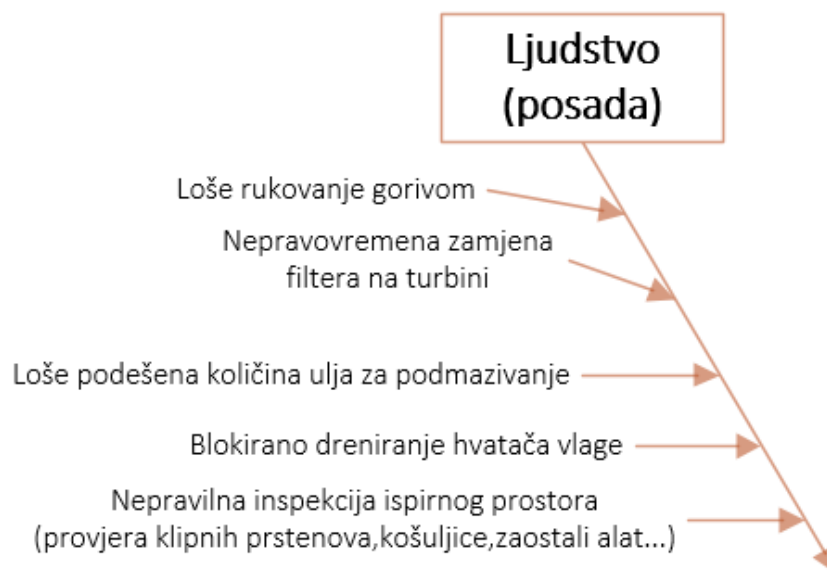 Ljudstvo
(posada)
Loše rukovanje gorivom
Nepravovremena zamjena
filtera na turbini
Loše podešena količina ulja za podmazivanje
Blokirano dreniranje hvatača vlage
Nepravilna inspekcija ispirnog prostora
(provjera klipnih prstenova,košuljice,zaostali alat...)